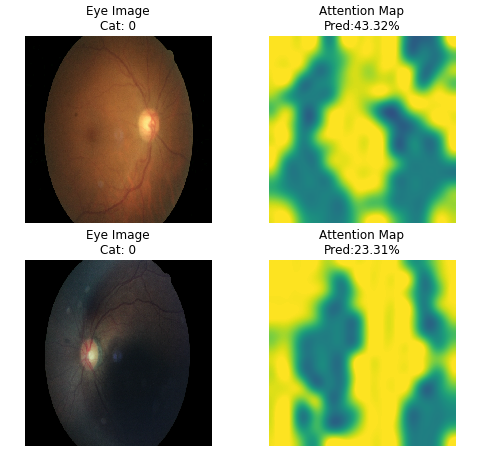 Eye Image
Cat: 0
Attention Map
Pred:43.32%
Eye Image
Cat: 0
Attention Map
Pred:23.31%